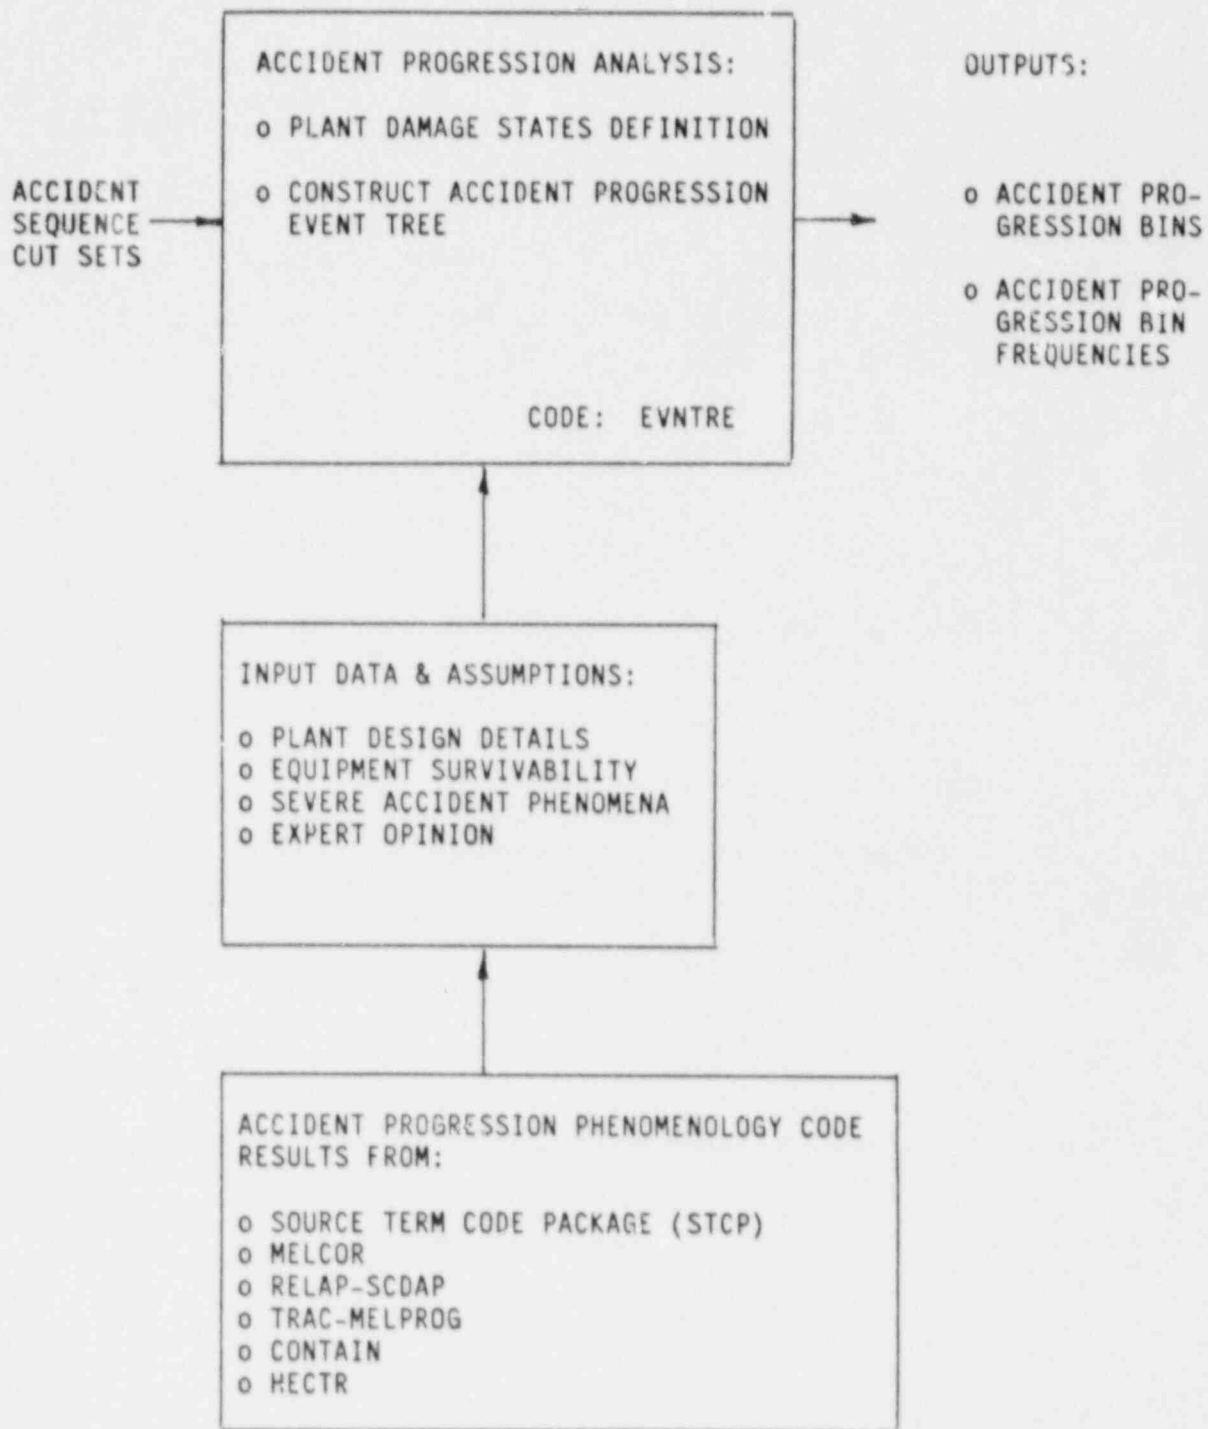 ACCIDENT PROGRESSION ANALYSIS:
o PLANT DAMAGE STATES DEFINITION
o CONSTRUCT ACCIDENT PROGRESSION
EVENT TREE
CODE: EVNTRE
ACCIDENT
SEQUENCE
CUT SETS
OUTPUTS:
o ACCIDENT PRO-
GRESSION BINS
o ACCIDENT PRO-
GRESSION BIN
FREQUENCIES
INPUT DATA & ASSUMPTIONS:
o PLANT DESIGN DETAILS
o EQUIPMENT SURVIVABILITY
o SEVERE ACCIDENT PHENOMENA
o EXPERT OPINION
ACCIDENT PROGRESSION PHENOMENOLOGY CODE
RESULTS FROM:
o SOURCE TERM CODE PACKAGE (STCP)
o MELCOR
o RELAP-SCDAP
o TRAC-MELPROG
o CONTAIN
o HECTR